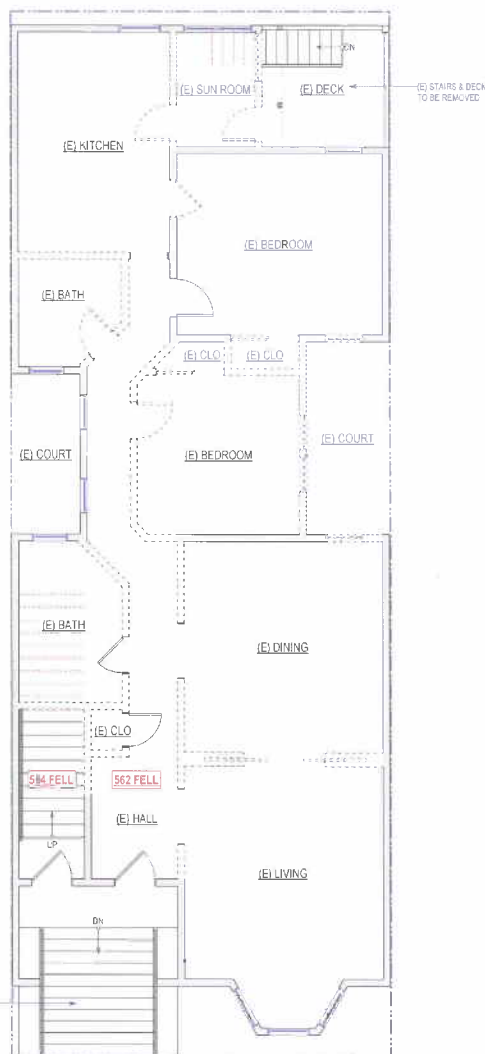 DN
(E) SUN ROOM
(E) DECK
(E) STAIRS & DECK
TO BE REMOVED
(E) KITCHEN
(E) BEDROOM
(E) BATH
(E) CLO
(E) CLO
(E) COURT
(E) COURT
(E) BEDROOM
(E) BATH
(E) DINING
(E) CLO
564 FELL
562 FELL
(E) HALL
UP
(E) LIVING
DN